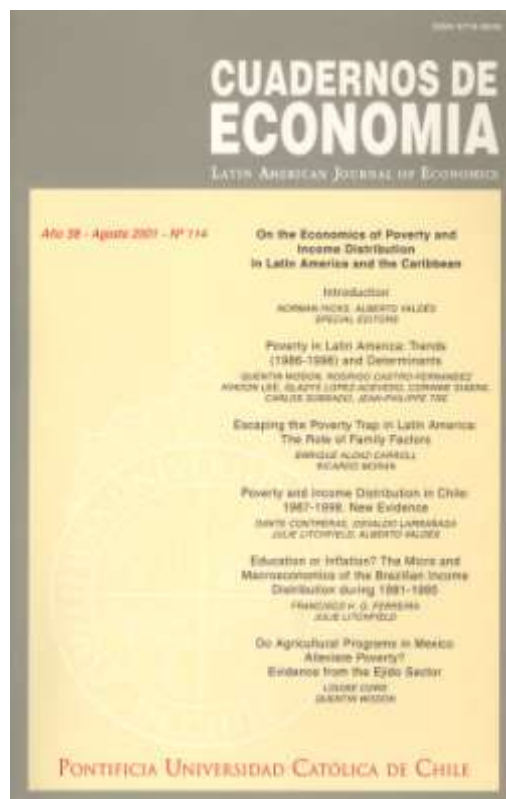 CUADERNOS DE
ECONOMIA
LATIN AMERICAN JOURNAL OF ECONOMICS
Año 38 - Agosto 2001 - Nº 114
On the Economics of Poverty and
Income Distribution
in Latin America and the Caribbean
Introduction
NORMAN HICKS, ALBERTO VALDÉS
SPECIAL EDITORS
Poverty in Latin America: Trends
(1986-1998) and Determinants
QUENTIN WODON, RODRIGO CASTRO-FERNANDEZ
LEE, GLADYS LOPEZ-ACEVEDO, CORINNE SIAENS,
CARLOS SOBRADO, JEAN-PHILIPPE TRE
Escaping the Poverty Trap in Latin America:
The Role of Family Factors
ENRIQUE CARROLL
RICARDO MORAN
Poverty and Income Distribution in Chile:
1987-1998. New Evidence
DANTE CONTRERAS, OSVALDO LARRAÑAGA
JULIE LITCHFIELD, ALBERTO VALDÉS
Education or Inflation? The Micro and
Macroeconomics of the Brazilian Income
Distribution during 1981-1995
FRANCISCO H. G. FERREIRA
JULIE LITCHFIELD
Do Agricultural Programs in Mexico
Alleviate Poverty?
Evidence from the Ejido Sector
LOUISE CORD
QUENTIN WODON
PONTIFICIA UNIVERSIDAD CATÓLICA DE CHILE